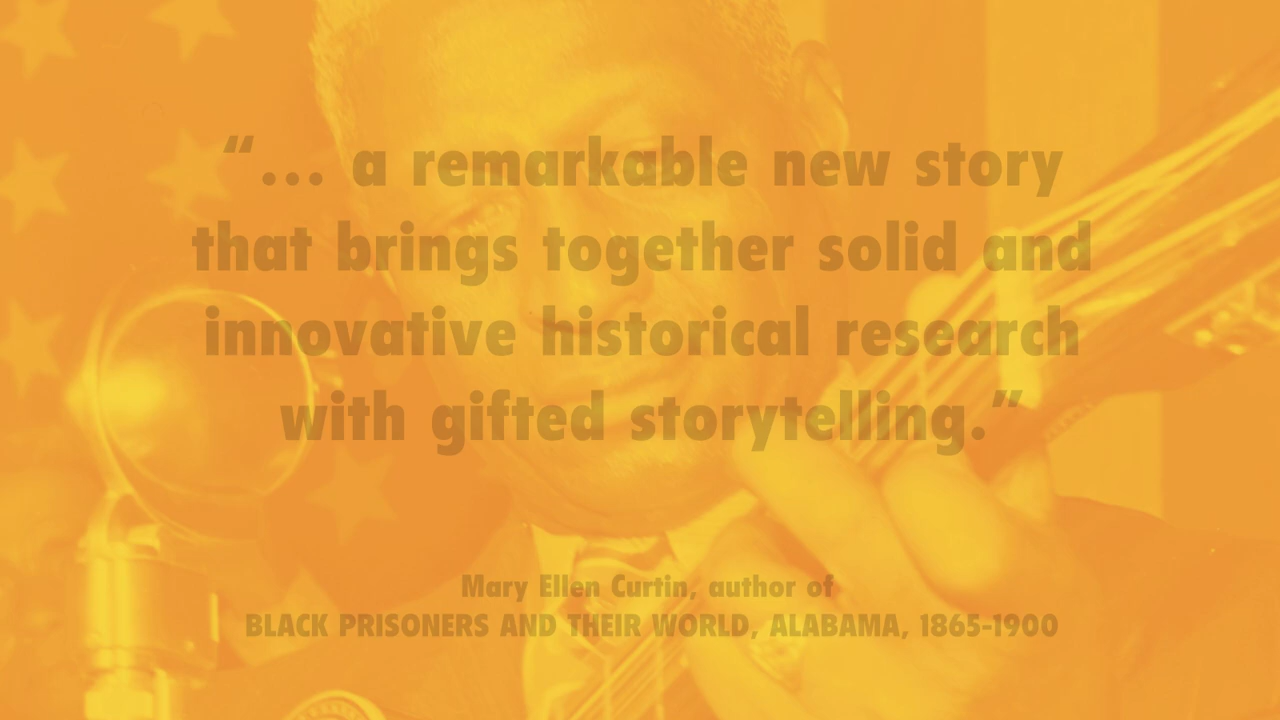 “... a remarkable new story
that brings together solid and
innovative historical research
with gifted storytelling.”
Mary Ellen Curtin, author of
BLACK PRISONERS AND THEIR WORLD, ALABAMA, 1865-1900